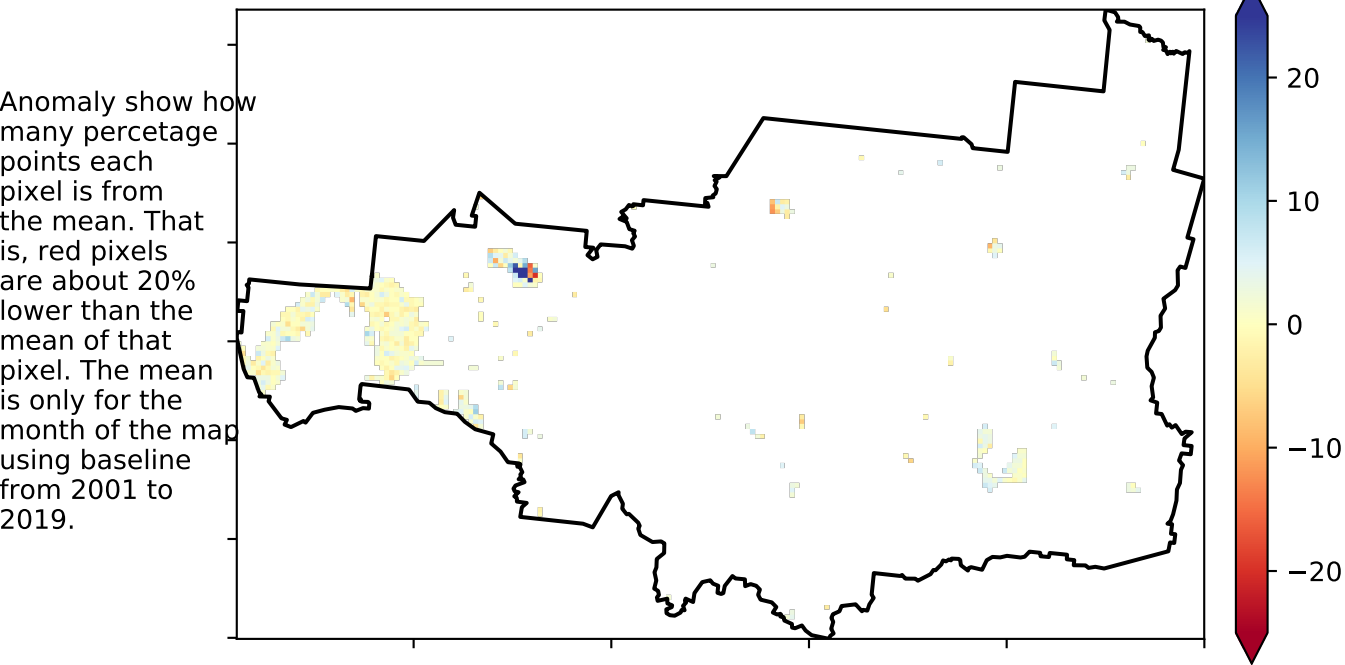 Anomaly show how
many percetage
points each
pixel is from
the mean. That
is, red pixels
are about 20%
lower than the
mean of that
pixel. The mean
is only for the
month of the map
using baseline
from 2001 to
2019.
20
10
0
−10
−20